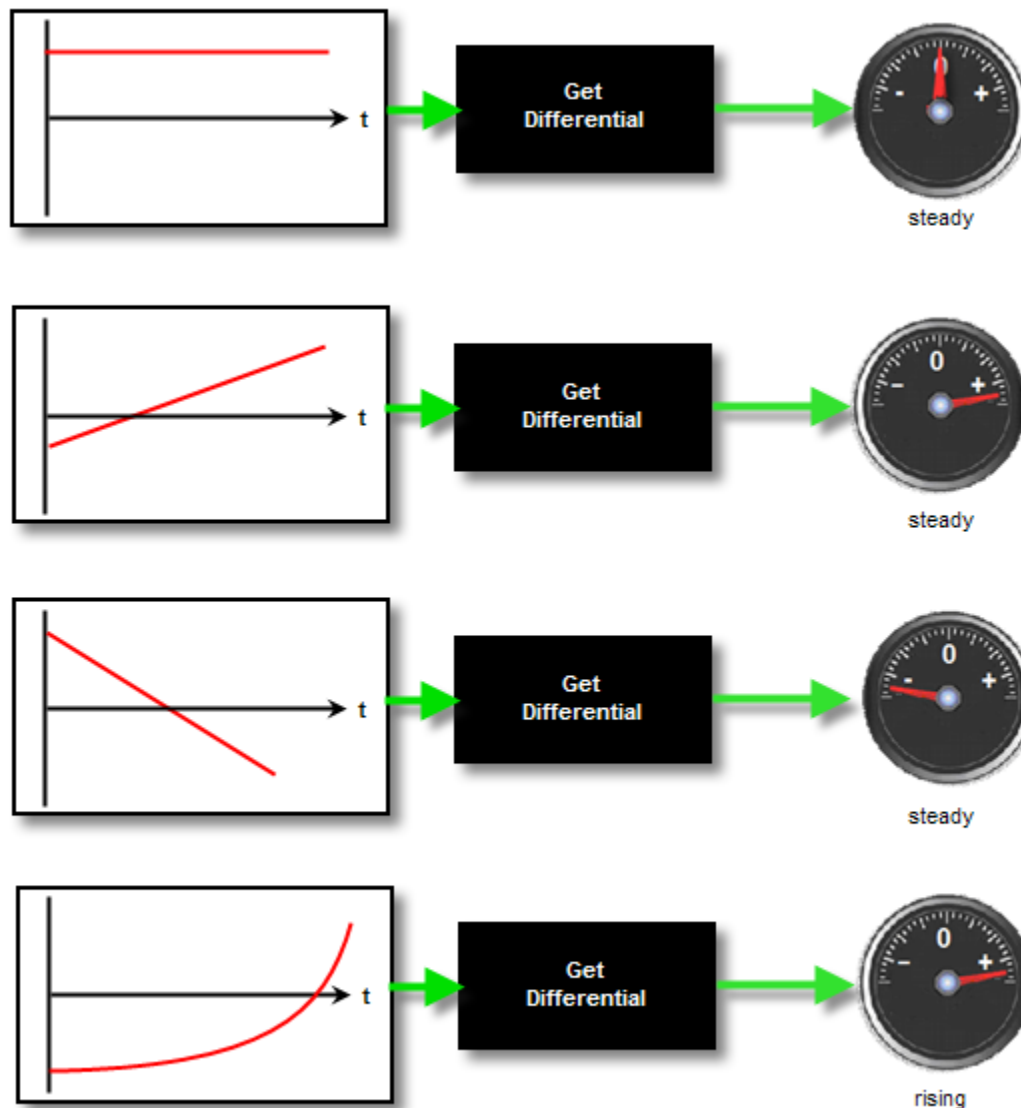 t
Get
Differential
- 0 +
steady
t
Get
Differential
- 0 +
steady
t
Get
Differential
- 0 +
steady
t
Get
Differential
- 0 +
rising